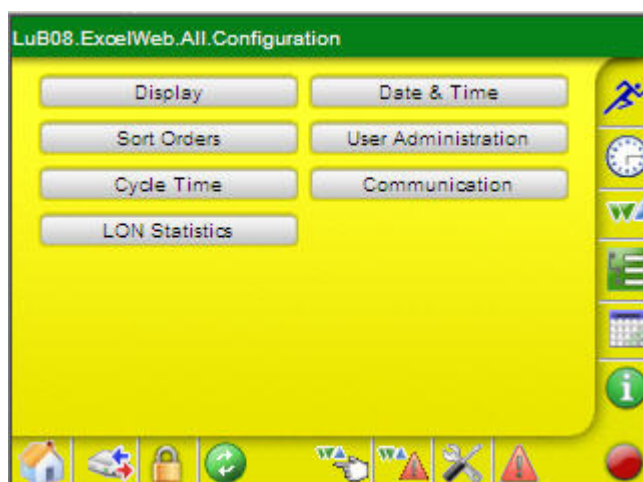 LuB08.ExcelWeb.All.Configuration
Display
Date & Time
Sort Orders
User Administration
Cycle Time
Communication
LON Statistics